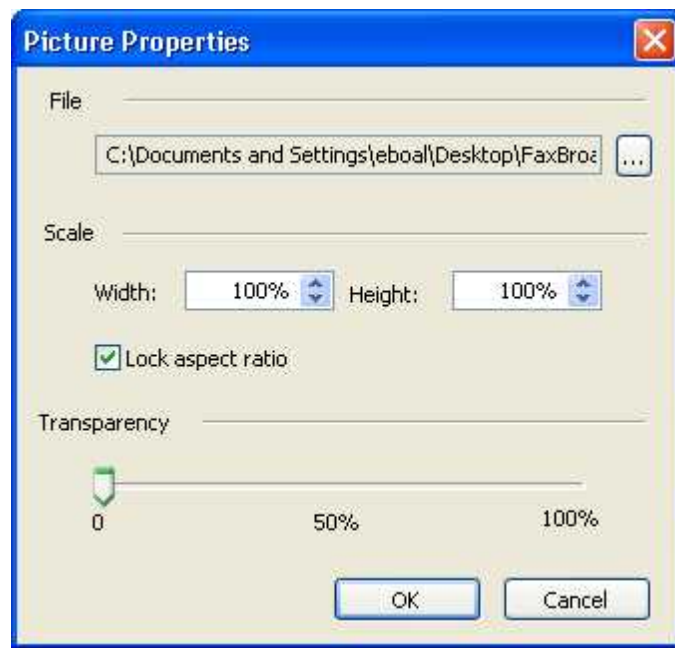 Picture Properties
File
C:\Documents and Settings\eboal\Desktop\FaxBroa
...
Scale
Width: 100% Height: 100%
Lock aspect ratio
Transparency
0 50% 100%
OK Cancel